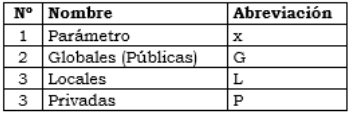 Nº Nombre Abreviación
1 Parámetro x
2 Globales (Públicas) G
3 Locales L
3 Privadas P